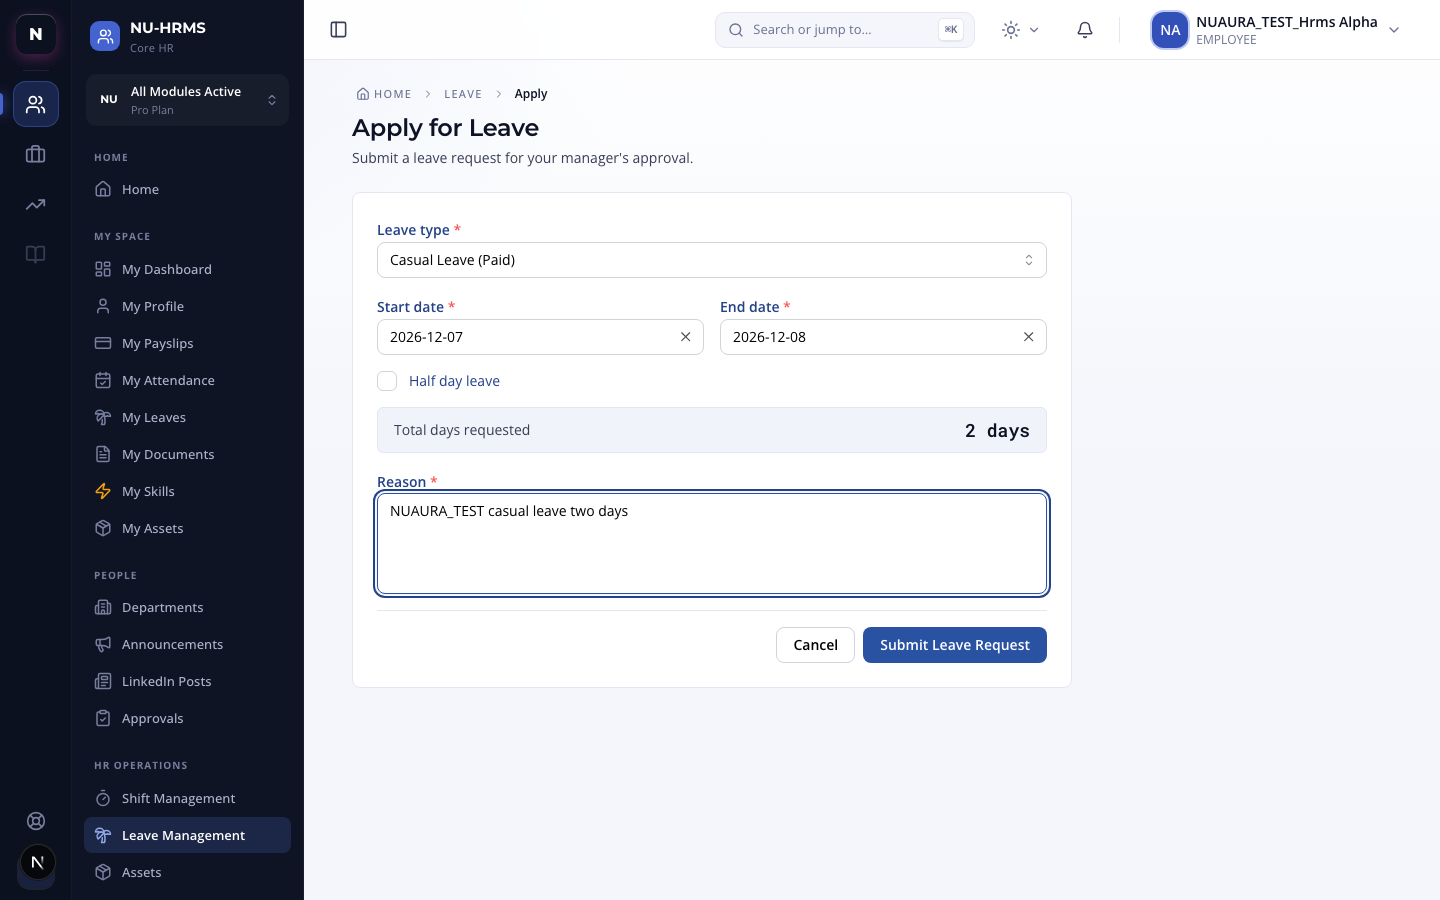 N
NU-HRMS
Core HR
NU
All Modules Active
Pro Plan
HOME
Home
MY SPACE
My Dashboard
My Profile
My Payslips
My Attendance
My Leaves
My Documents
My Skills
My Assets
PEOPLE
Departments
Announcements
LinkedIn Posts
Approvals
HR OPERATIONS
Shift Management
Leave Management
Assets
N
Search or jump to...
⌘K
NA
NUAURA_TEST_Hrms Alpha
EMPLOYEE
HOME
LEAVE
Apply
Apply for Leave
Submit a leave request for your manager's approval.
Leave type *
Casual Leave (Paid)
Start date *
End date *
2026-12-07
2026-12-08
Half day leave
Total days requested
2 days
Reason *
NUAURA_TEST casual leave two days
Cancel
Submit Leave Request